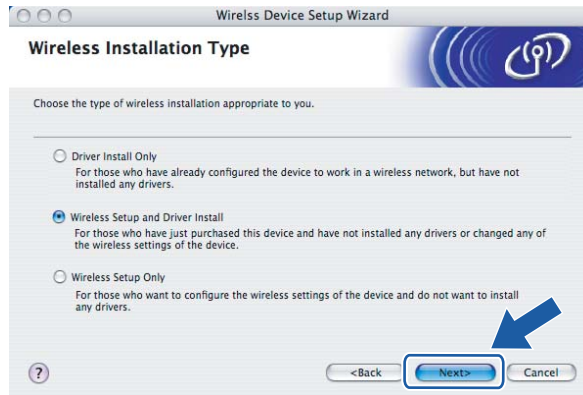 Wirelss Device Setup Wizard
Wireless Installation Type
Choose the type of wireless installation appropriate to you.
Driver Install Only
For those who have already configured the device to work in a wireless network, but have not
installed any drivers.
Wireless Setup and Driver Install
For those who have just purchased this device and have not installed any drivers or changed any of
the wireless settings of the device.
Wireless Setup Only
For those who want to configure the wireless settings of the device and do not want to install
any drivers.
? <Back Next> Cancel